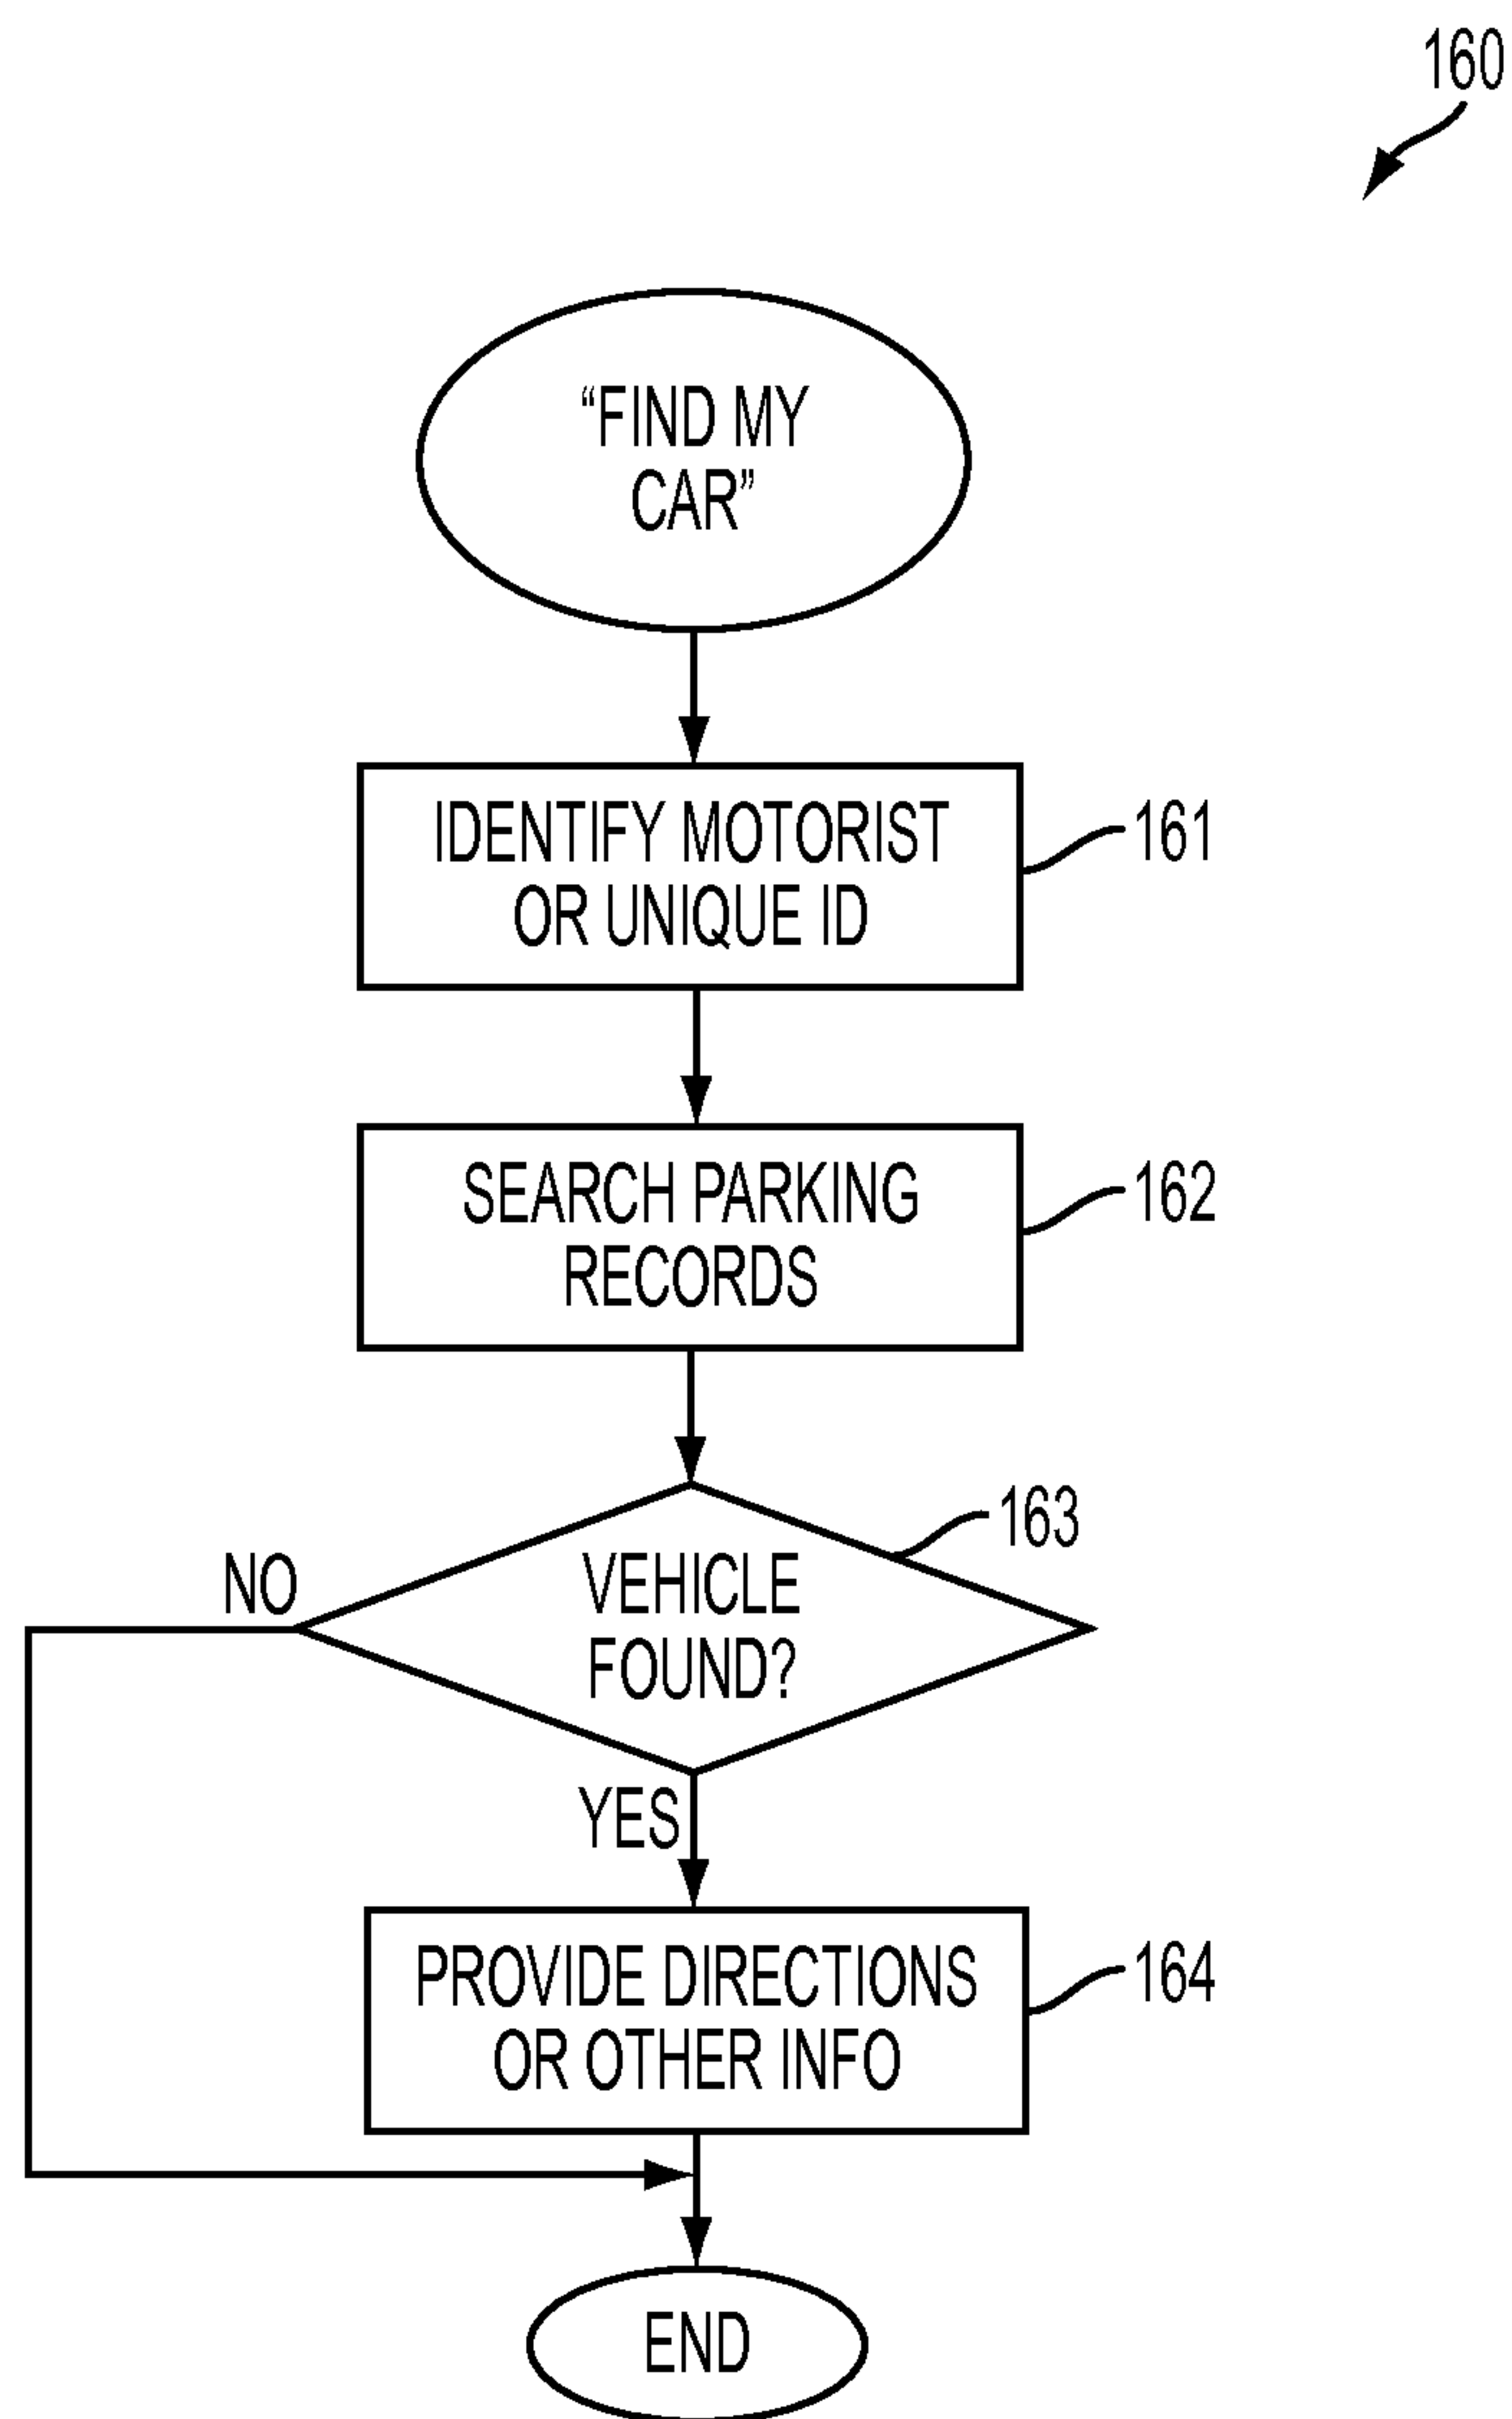 160
“FIND MY
CAR”
IDENTIFY MOTORIST
OR UNIQUE ID
161
SEARCH PARKING
RECORDS
162
163
NO
VEHICLE
FOUND?
YES
PROVIDE DIRECTIONS
OR OTHER INFO
164
END